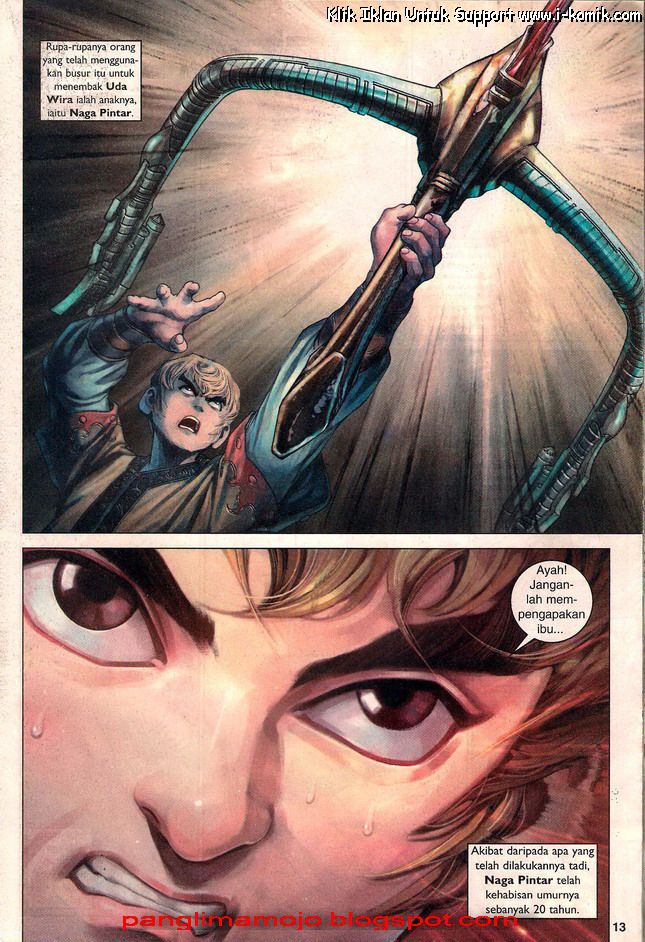 Klik Iklan Untuk Support www.i-komik.com
Rupa-rupanya orang
yang telah mengguna-
kan busur itu untuk
menembak Uda
Wira ialah anaknya,
iaitu Naga Pintar.
Ayah!
Jangan-
lah mem-
pengapakan
ibu...
Akibat daripada apa yang
telah dilakukannya tadi,
Naga Pintar telah
kehabisan umurnya
sebanyak 20 tahun.
panglimamojo.blogspot.com
13